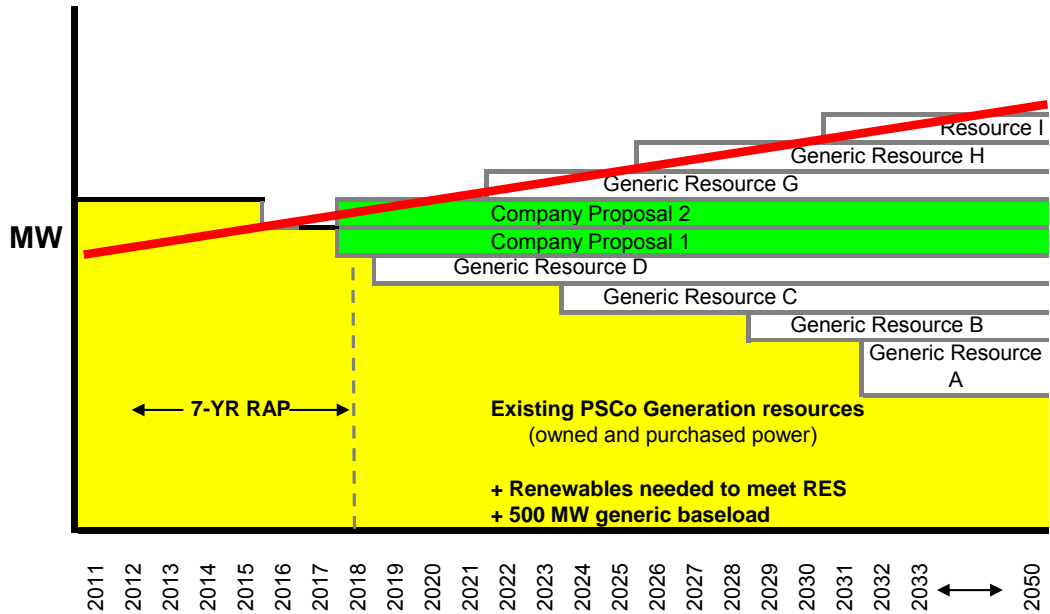 Resource I
Generic Resource H
Generic Resource G
Company Proposal 2
MW
Company Proposal 1
Generic Resource D
Generic Resource C
Generic Resource B
Generic Resource
A
7-YR RAP
Existing PSCo Generation resources
(owned and purchased power)
+ Renewables needed to meet RES
+ 500 MW generic baseload
2011
2012
2013
2014
2015
2016
2017
2018
2019
2020
2021
2022
2023
2024
2025
2026
2027
2028
2029
2030
2031
2032
2033
2050